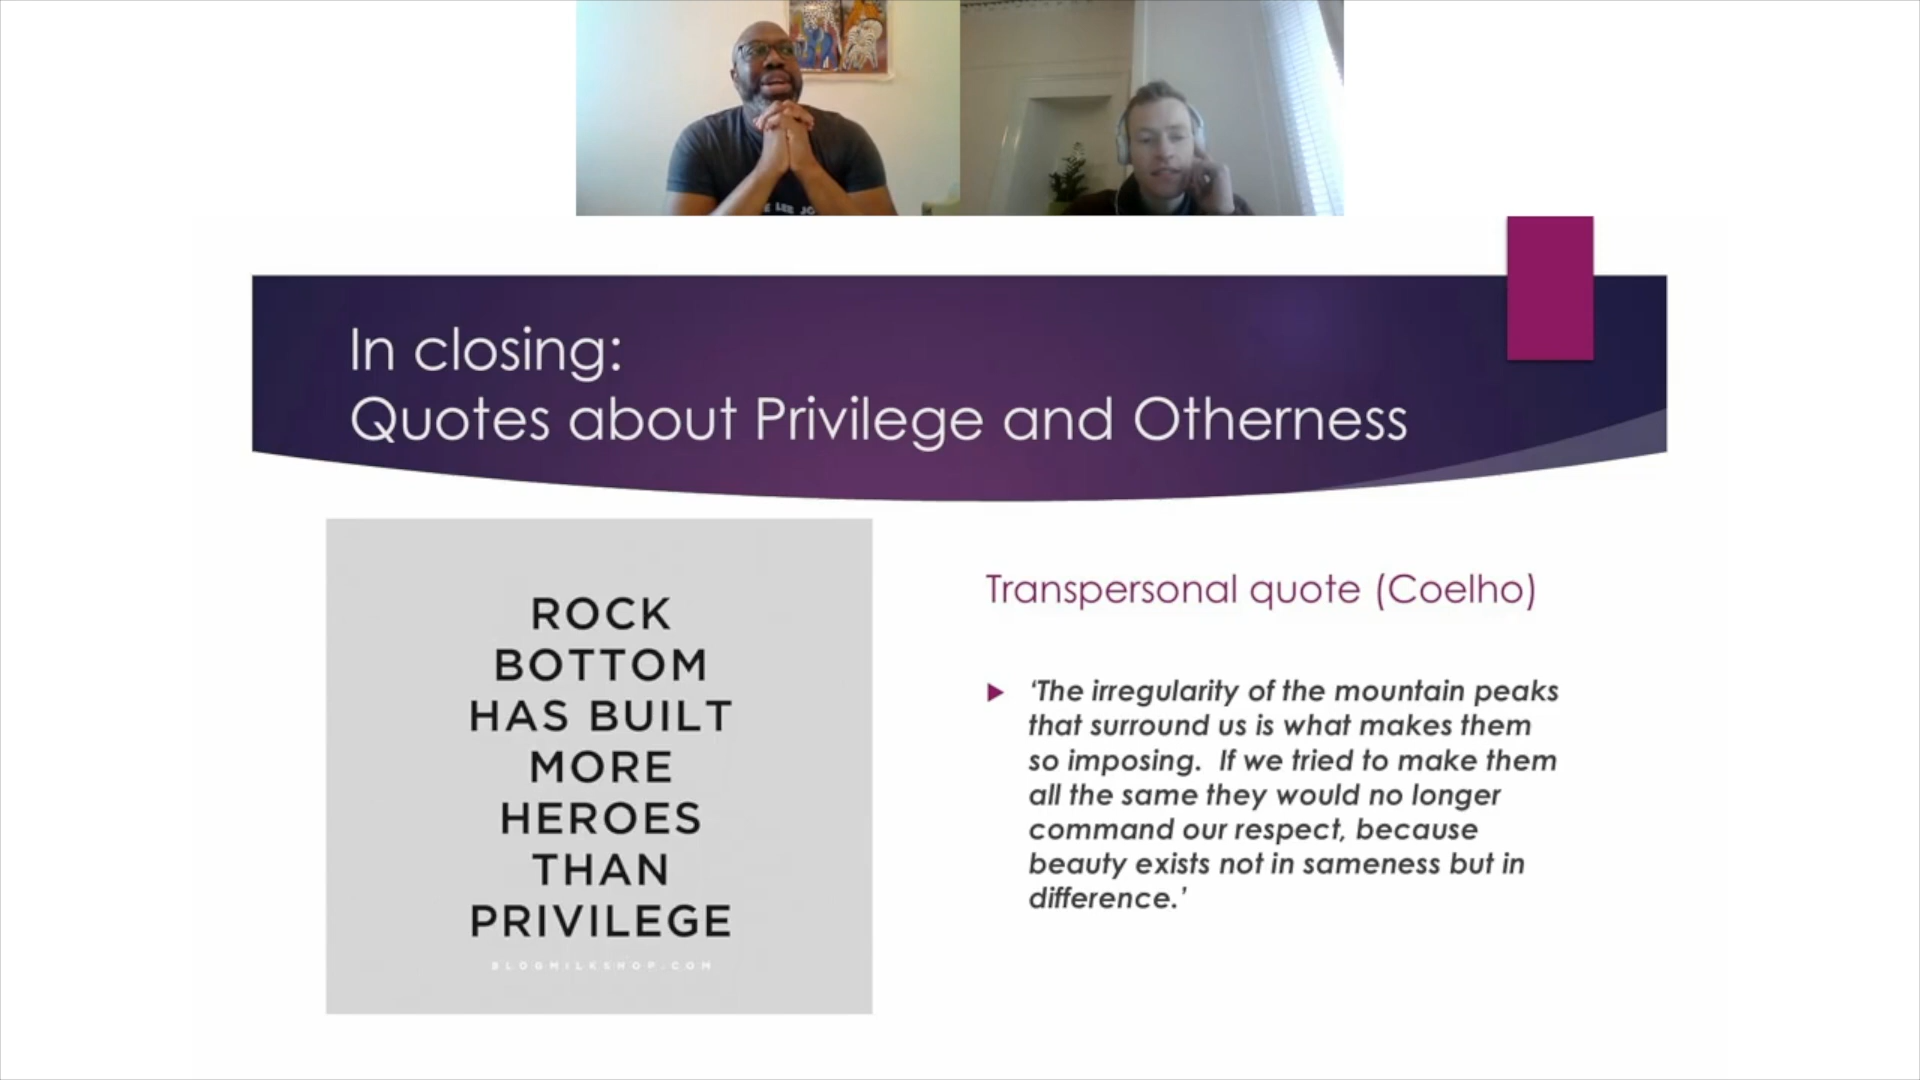 E LEE JO
In closing:
Quotes about Privilege and Otherness
ROCK
BOTTOM
HAS BUILT
MORE
HEROES
THAN
PRIVILEGE
BLOGMILKSHOP.COM
Transpersonal quote (Coelho)
‘The irregularity of the mountain peaks
that surround us is what makes them
so imposing.  If we tried to make them
all the same they would no longer
command our respect, because
beauty exists not in sameness but in
difference.’